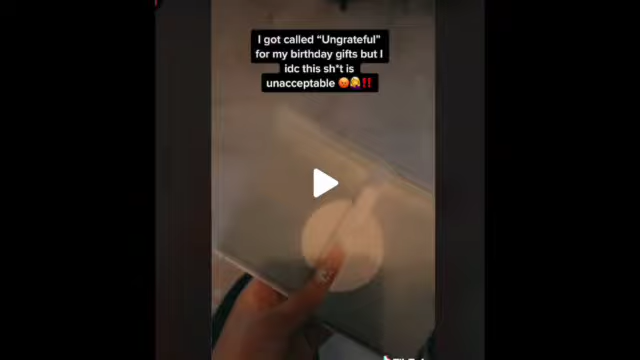 I got called “Ungrateful”
for my birthday gifts but I
idc this sh*t is
unacceptable 😡🤦‍♀️‼️